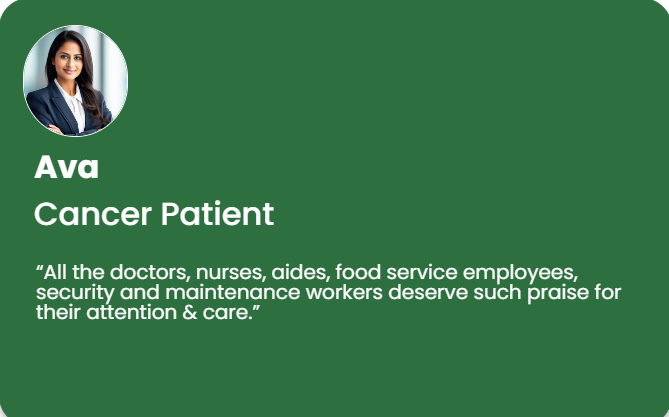 Ava
Cancer Patient
“All the doctors, nurses, aides, food service employees,
security and maintenance workers deserve such praise for
their attention & care.”